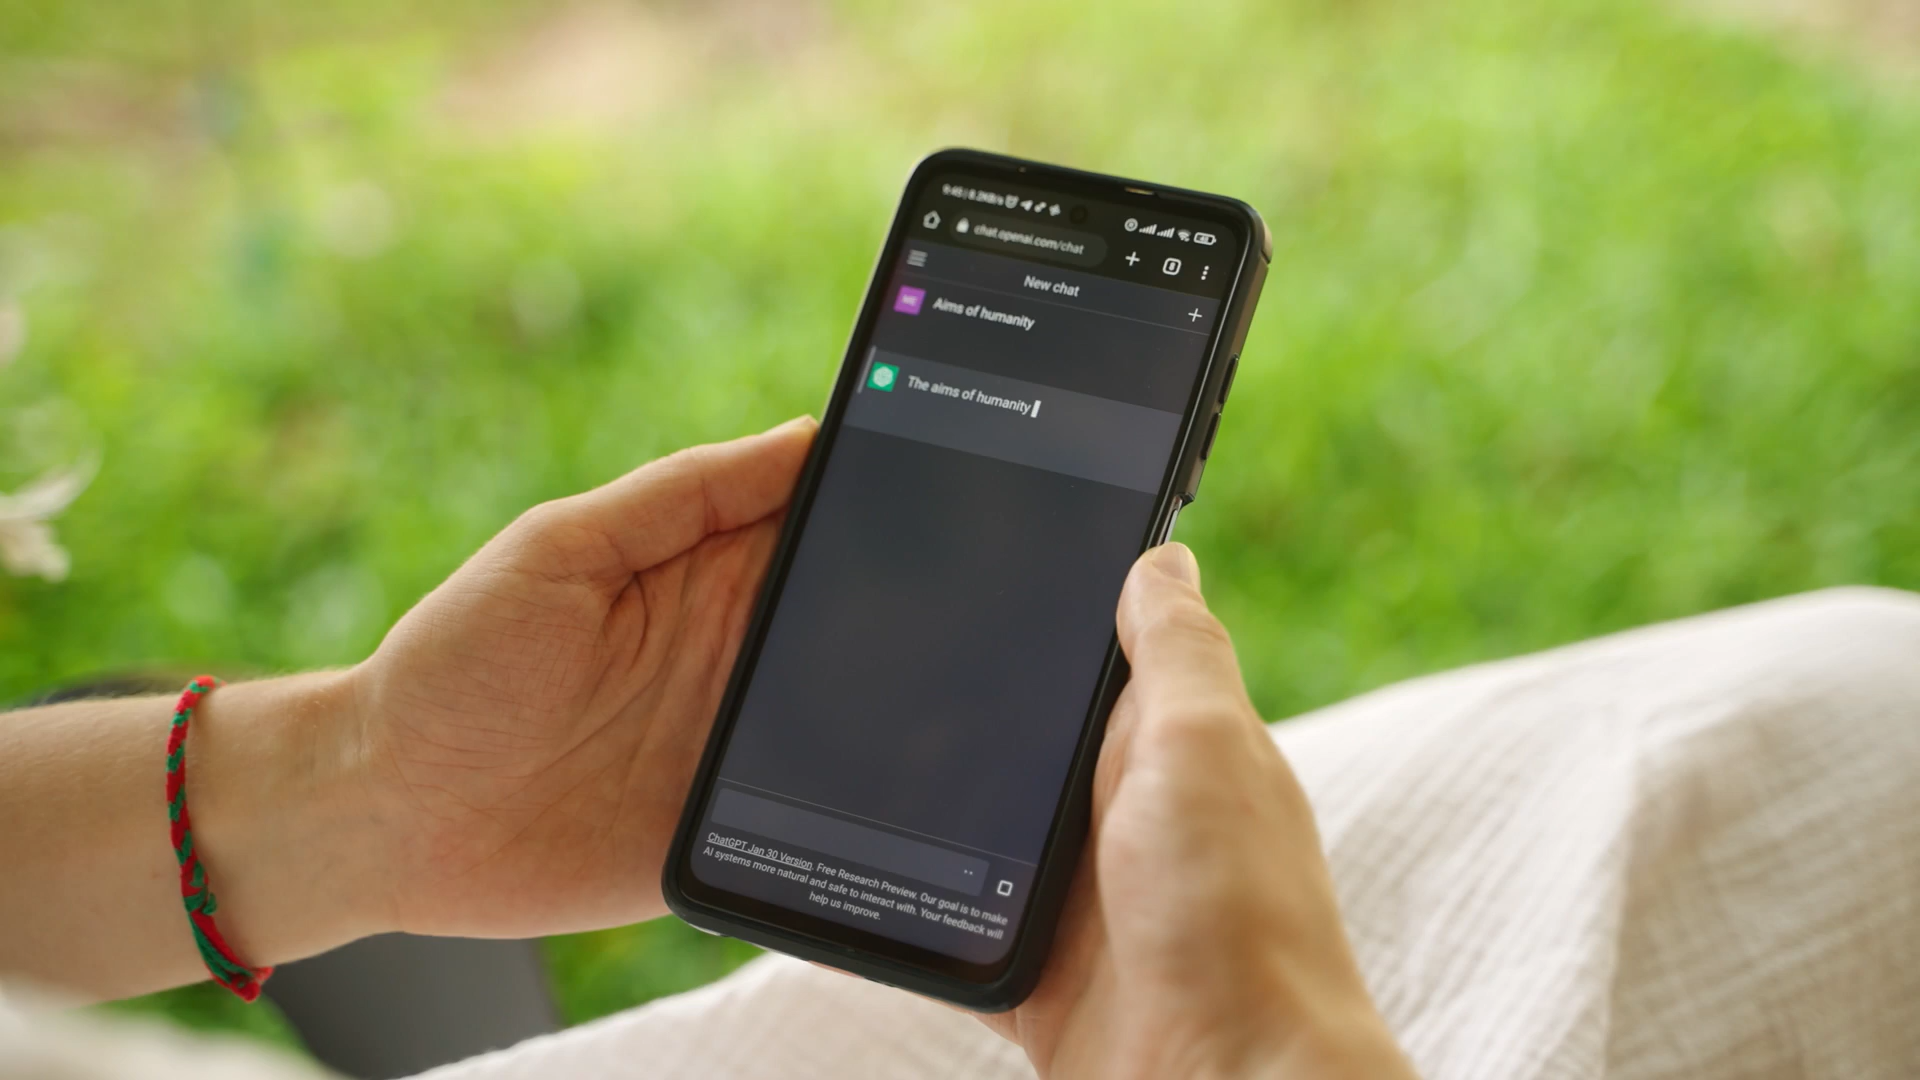 chat.openai.com/chat
New chat
ME Aims of humanity
The aims of humanity
ChatGPT Jan 30 Version. Free Research Preview. Our goal is to make
AI systems more natural and safe to interact with. Your feedback will
help us improve.